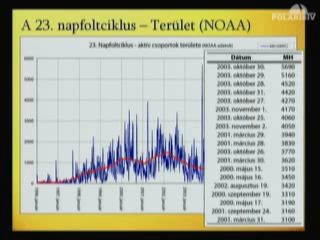 POLARIS TV
A 23. napfoltciklus – Terület (NOAA)
23. Napfoltciklus - aktív csoportok területe (NOAA adatok)
6000
5000
4000
3000
2000
1000
0
Dátum MH
2003. október 30. 5690
2003. október 29. 5160
2003. október 28. 4520
2003. október 31. 4420
2003. október 27. 4270
2003. november 1. 4170
2003. október 25. 4060
2003. november 2. 4050
2001. március 29. 3940
2001. március 28. 3830
2003. október 26. 3770
2001. március 30. 3620
2000. május 15. 3510
2000. május 16. 3450
2002. augusztus 19. 3420
2000. szeptember 19. 3310
2000. május 17. 3190
2001. szeptember 24. 3160
2001. március 31. 3100